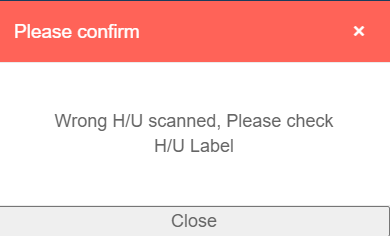 Please confirm ×
Wrong H/U scanned, Please check
H/U Label
Close